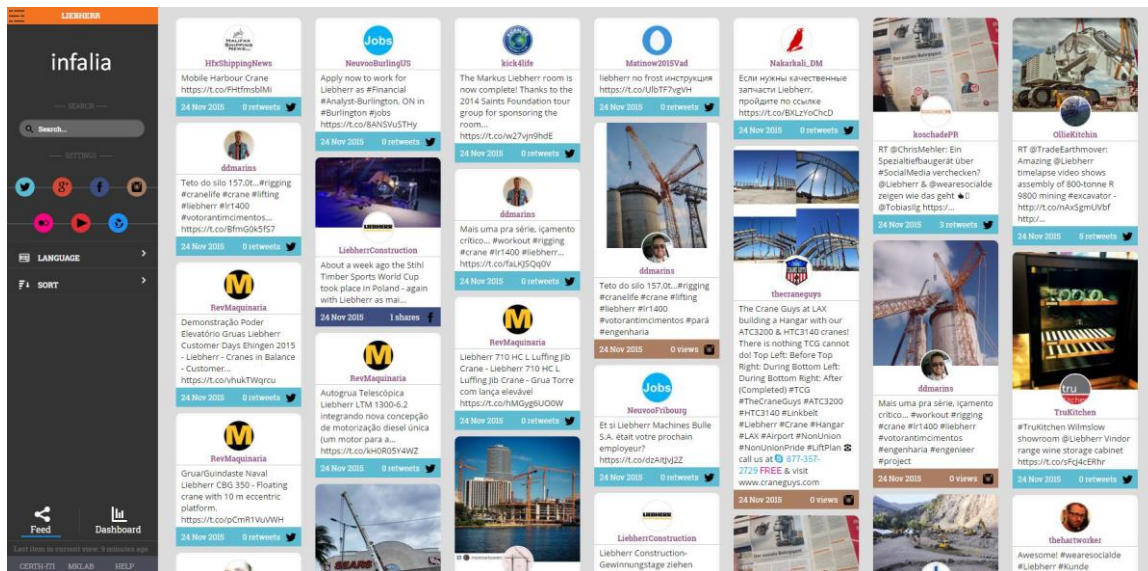 LIEBHERR
infalia
SEARCH
Search...
SETTINGS
LANGUAGE
SORT
Feed
Dashboard
Last item in current view: 9 minutes ago
CERTH-ITI MKLAB HELP
HfxShippingNews
Mobile Harbour Crane
https://t.co/FHtfmsblMi
24 Nov 2015 0 retweets
ddmarins
Teto do silo 157,0t...#rigging
#cranelife #crane #lifting
#liebherr #lr1400
#votorantimcimentos...
https://t.co/BfmG0k5fS7
24 Nov 2015 0 retweets
RevMaquinaria
Demonstração Poder
Elevatório Gruas Liebherr
Customer Days Ehingen 2015
- Liebherr - Cranes in Balance
- Customer...
https://t.co/vhukTWqrcu
24 Nov 2015 0 retweets
RevMaquinaria
Grua/Guindaste Naval
Liebherr CBG 350 - Floating
crane with 10 m eccentric
platform.
https://t.co/pCmR1VuVWH
24 Nov 2015 0 retweets
Jobs
NeuvooBurlingUS
Apply now to work for
Liebherr as #Financial
#Analyst-Burlington, ON in
#Burlington #jobs
https://t.co/8ANSVuSTHy
24 Nov 2015 0 retweets
LiebherrConstruction
About a week ago the Stihl
Timber Sports World Cup
took place in Poland - again
with Liebherr as mai...
24 Nov 2015 1 shares
RevMaquinaria
Autogrua Telescópica
Liebherr LTM 1300-6.2
integrando nova concepção
de motorização diesel única
(um motor para a...
https://t.co/kH0R05Y4WZ
24 Nov 2015 0 retweets
SEARS
kick4life
The Markus Liebherr room is
now complete! Thanks to the
2014 Saints Foundation tour
group for sponsoring the
room...
https://t.co/w27vjn9hdE
24 Nov 2015 0 retweets
ddmarins
Mais uma pra série, içamento
crítico... #workout #rigging
#crane #lr1400 #liebherr...
https://t.co/faLKJSQq0V
24 Nov 2015 0 retweets
RevMaquinaria
Liebherr 710 HC L Luffing Jib
Crane - Liebherr 710 HC L
Luffing Jib Crane - Grua Torre
com lança elevável
https://t.co/hMGyg6UO0W
24 Nov 2015 0 retweets
Matinow2015Vad
liebherr no frost инструкция
https://t.co/UlbTF7vgVH
24 Nov 2015 0 retweets
ddmarins
Teto do silo 157,0t...#rigging
#cranelife #crane #lifting
#liebherr #lr1400
#votorantimcimentos #pará
#engenharia
24 Nov 2015 0 views
Jobs
NeuvooFribourg
Et si Liebherr Machines Bulle
S.A. était votre prochain
employeur?
https://t.co/dzAItJvJ2Z
24 Nov 2015 0 retweets
LIEBHERR
LiebherrConstruction
Liebherr Construction-
Gewinnungstage ziehen
Nakarkali_DM
Если нужны качественные
запчасти Liebherr,
пройдите по ссылке
https://t.co/BXLzYoChcD
24 Nov 2015 0 retweets
thecraneguys
The Crane Guys at LAX
building a Hangar with our
ATC3200 & HTC3140 cranes!
There is nothing TCG cannot
do! Top Left: Before Top
Right: During Bottom Left:
During Bottom Right: After
(Completed) #TCG
#TheCraneGuys #ATC3200
#HTC3140 #Linkbelt
#Liebherr #Crane #Hangar
#LAX #Airport #NonUnion
#NonUnionPride #LiftPlan
call us at 877-357-
2729 FREE & visit
www.craneguys.com
24 Nov 2015 0 views
koschadePR
RT @ChrisMehler: Ein
Spezialtiefbaugerät über
#SocialMedia verchecken?
@Liebherr & @wearesocialde
zeigen wie das geht
@Tobiasilg https:/...
24 Nov 2015 3 retweets
ddmarins
Mais uma pra série, içamento
crítico... #workout #rigging
#crane #lr1400 #liebherr
#votorantimcimentos
#engenharia #engenieer
#project
24 Nov 2015 0 views
OllieKitchin
RT @TradeEarthmover:
Amazing @Liebherr
timelapse video shows
assembly of 800-tonne R
9800 mining #excavator -
http://t.co/nAxSgmUVbf
http:/...
24 Nov 2015 5 retweets
tru
TruKitchen
#TruKitchen Wilmslow
showroom @Liebherr Vindor
range wine storage cabinet
https://t.co/sFcJ4cERhr
24 Nov 2015 0 retweets
thehartworker
Awesome! #wearesocialde
#Liebherr #Kunde